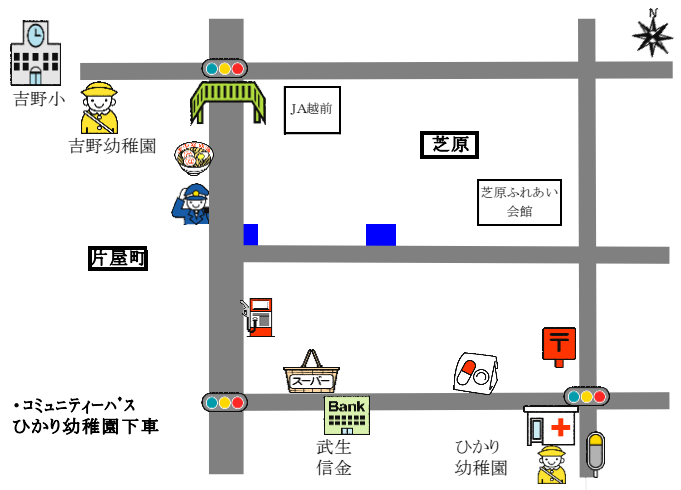 N
吉野小
吉野幼稚園
JA越前
芝原
芝原ふれあい
会館
片屋町
スーパー
Bank
武生
信金
ひかり
幼稚園
・コミュニティーバス
ひかり幼稚園下車